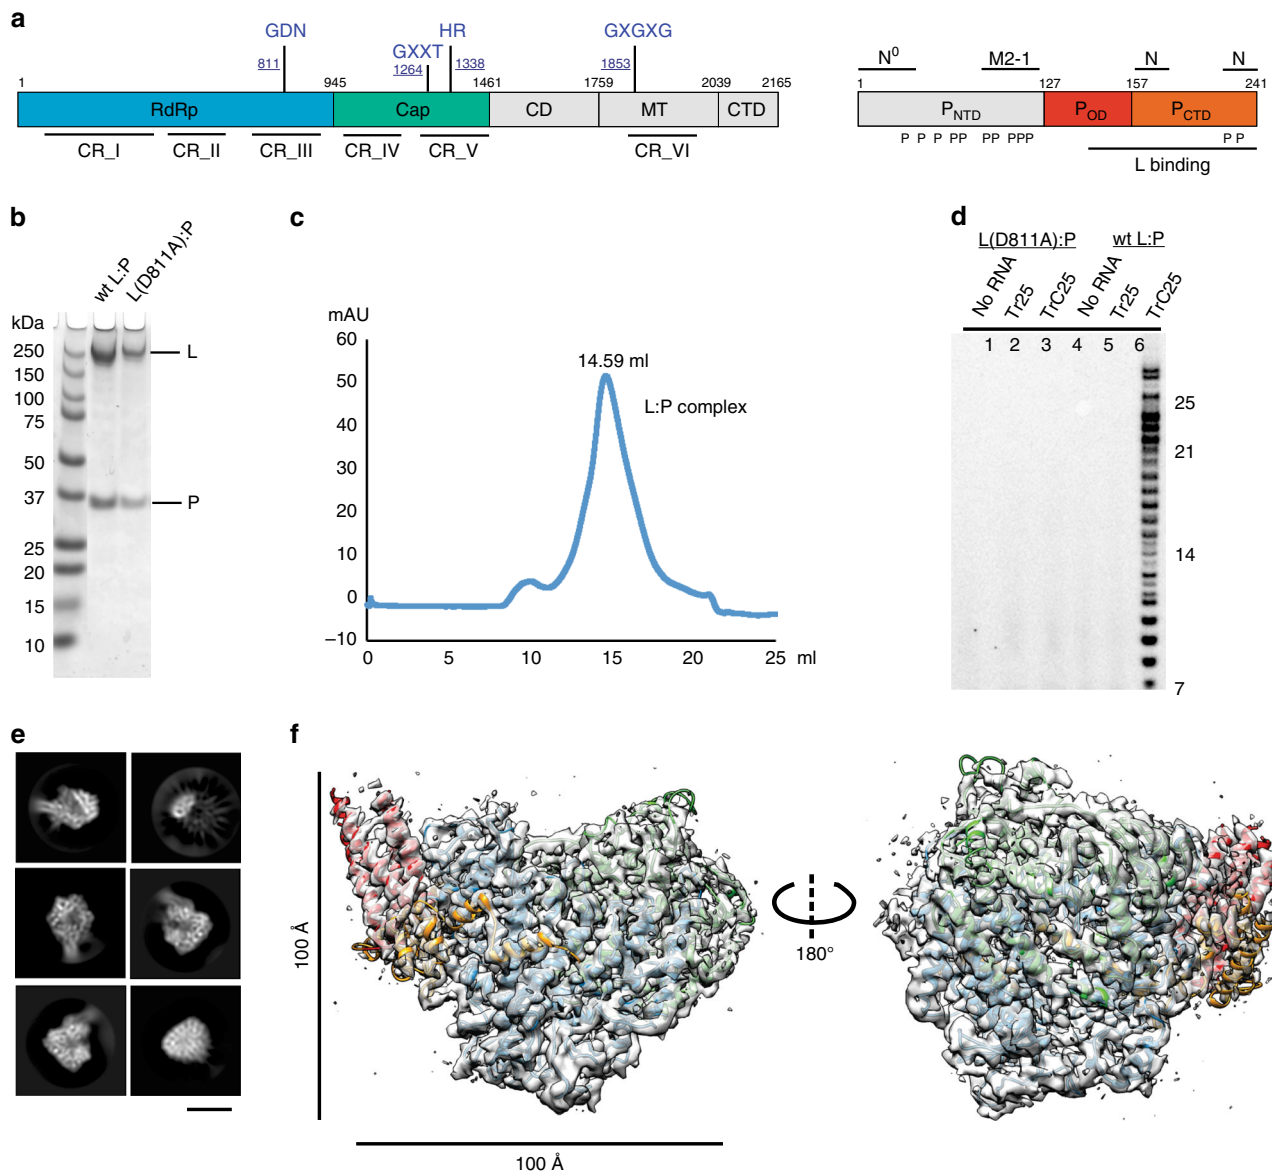 a
GDN
HR
GXGXG
GXXT
811
1264
1338
1853
1
945
1461
1759
2039
2165
RdRp
Cap
CD
MT
CTD
CR_I
CR_II
CR_III
CR_IV
CR_V
CR_VI
N⁰
M2-1
N
N
1
127
157
241
P_NTD
P_OD
P_CTD
P P P PP PP PPP P P
L binding
b
wt L:P
L(D811A):P
kDa
250
150
100
75
50
37
25
20
15
10
L
P
c
mAU
60
50
40
30
20
10
0
–10
0 5 10 15 20 25 ml
14.59 ml
L:P complex
d
L(D811A):P
wt L:P
No RNA
Tr25
TrC25
No RNA
Tr25
TrC25
1 2 3 4 5 6
25
21
14
7
e
f
100 Å
100 Å
180°